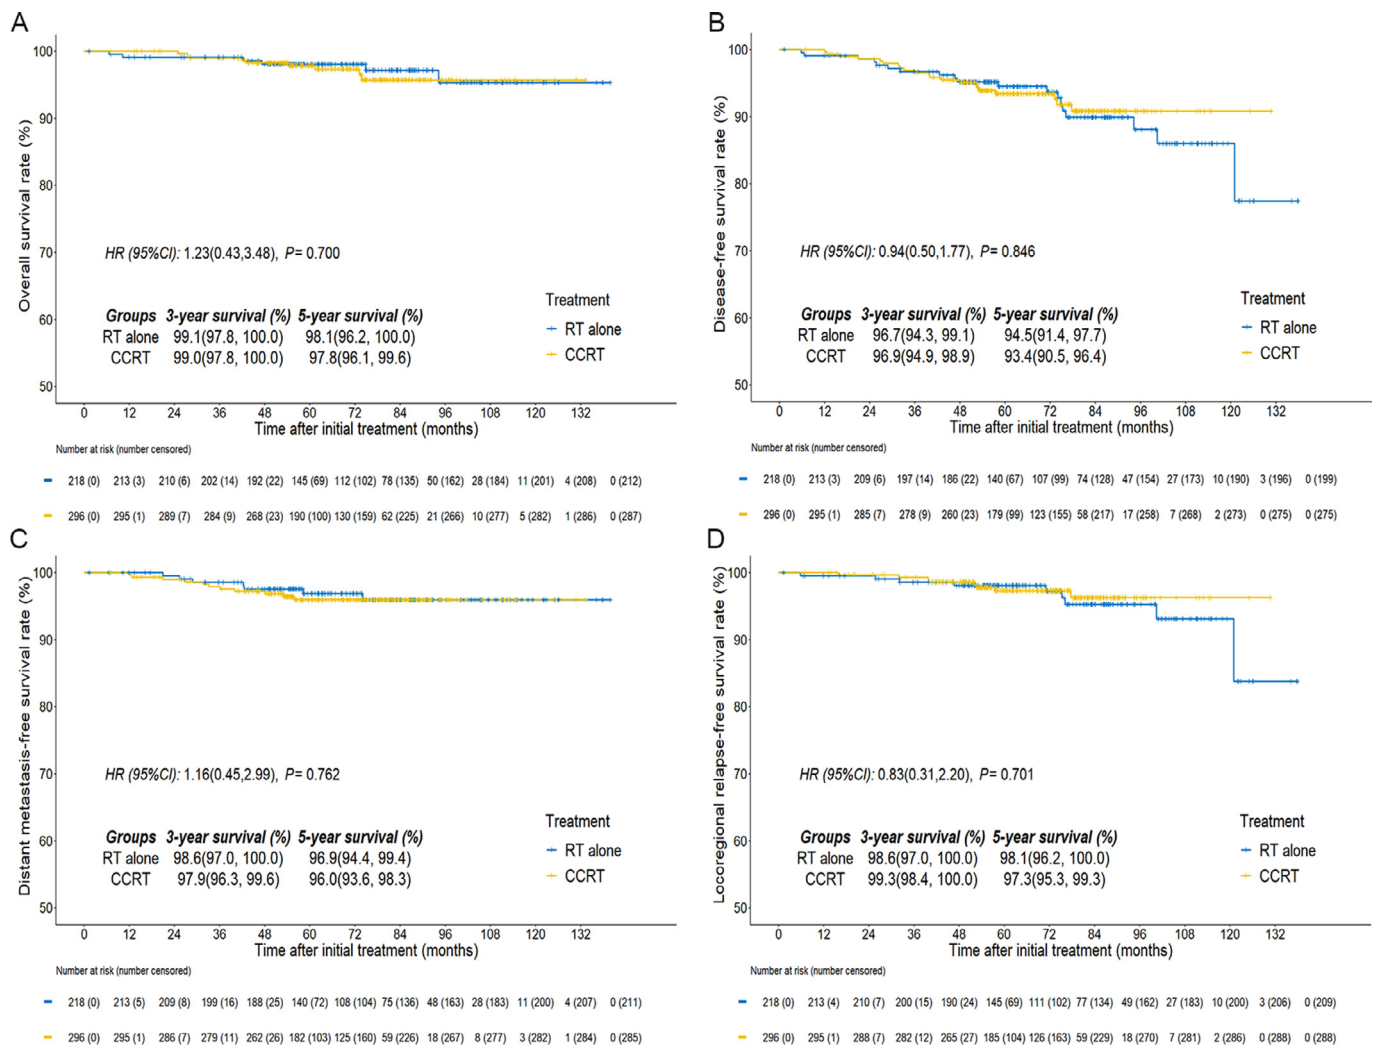 A
Overall survival rate (%)
100
90
80
70
60
50
HR (95%CI): 1.23(0.43,3.48), P= 0.700
Groups 3-year survival (%) 5-year survival (%)
RT alone 99.1(97.8, 100.0) 98.1(96.2, 100.0)
CCRT 99.0(97.8, 100.0) 97.8(96.1, 99.6)
Treatment
RT alone
CCRT
0 12 24 36 48 60 72 84 96 108 120 132
Time after initial treatment (months)
Number at risk (number censored)
218 (0) 213 (3) 210 (6) 202 (14) 192 (22) 145 (69) 112 (102) 78 (135) 50 (162) 28 (184) 11 (201) 4 (208) 0 (212)
296 (0) 295 (1) 289 (7) 284 (9) 268 (23) 190 (100) 130 (159) 62 (225) 21 (266) 10 (277) 5 (282) 1 (286) 0 (287)
B
Disease-free survival rate (%)
100
90
80
70
60
50
HR (95%CI): 0.94(0.50,1.77), P= 0.846
Groups 3-year survival (%) 5-year survival (%)
RT alone 96.7(94.3, 99.1) 94.5(91.4, 97.7)
CCRT 96.9(94.9, 98.9) 93.4(90.5, 96.4)
Treatment
RT alone
CCRT
0 12 24 36 48 60 72 84 96 108 120 132
Time after initial treatment (months)
Number at risk (number censored)
218 (0) 213 (3) 209 (6) 197 (14) 186 (22) 140 (67) 107 (99) 74 (128) 47 (154) 27 (173) 10 (190) 3 (196) 0 (199)
296 (0) 295 (1) 285 (7) 278 (9) 260 (23) 179 (99) 123 (155) 58 (217) 17 (258) 7 (268) 2 (273) 0 (275) 0 (275)
C
Distant metastasis-free survival rate (%)
100
90
80
70
60
50
HR (95%CI): 1.16(0.45,2.99), P= 0.762
Groups 3-year survival (%) 5-year survival (%)
RT alone 98.6(97.0, 100.0) 96.9(94.4, 99.4)
CCRT 97.9(96.3, 99.6) 96.0(93.6, 98.3)
Treatment
RT alone
CCRT
0 12 24 36 48 60 72 84 96 108 120 132
Time after initial treatment (months)
Number at risk (number censored)
218 (0) 213 (5) 209 (8) 199 (16) 188 (25) 140 (72) 108 (104) 75 (136) 48 (163) 28 (183) 11 (200) 4 (207) 0 (211)
296 (0) 295 (1) 286 (7) 279 (11) 262 (26) 182 (103) 125 (160) 59 (226) 18 (267) 8 (277) 3 (282) 1 (284) 0 (285)
D
Locoregional relapse-free survival rate (%)
100
90
80
70
60
50
HR (95%CI): 0.83(0.31,2.20), P= 0.701
Groups 3-year survival (%) 5-year survival (%)
RT alone 98.6(97.0, 100.0) 98.1(96.2, 100.0)
CCRT 99.3(98.4, 100.0) 97.3(95.3, 99.3)
Treatment
RT alone
CCRT
0 12 24 36 48 60 72 84 96 108 120 132
Time after initial treatment (months)
Number at risk (number censored)
218 (0) 213 (4) 210 (7) 200 (15) 190 (24) 145 (69) 111 (102) 77 (134) 49 (162) 27 (183) 10 (200) 3 (206) 0 (209)
296 (0) 295 (1) 288 (7) 282 (12) 265 (27) 185 (104) 126 (163) 59 (229) 18 (270) 7 (281) 2 (286) 0 (288) 0 (288)